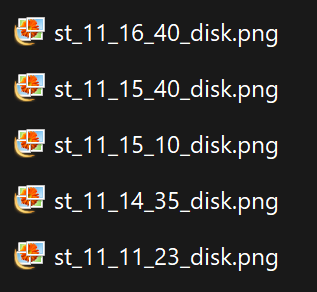 st_11_16_40_disk.png
st_11_15_40_disk.png
st_11_15_10_disk.png
st_11_14_35_disk.png
st_11_11_23_disk.png